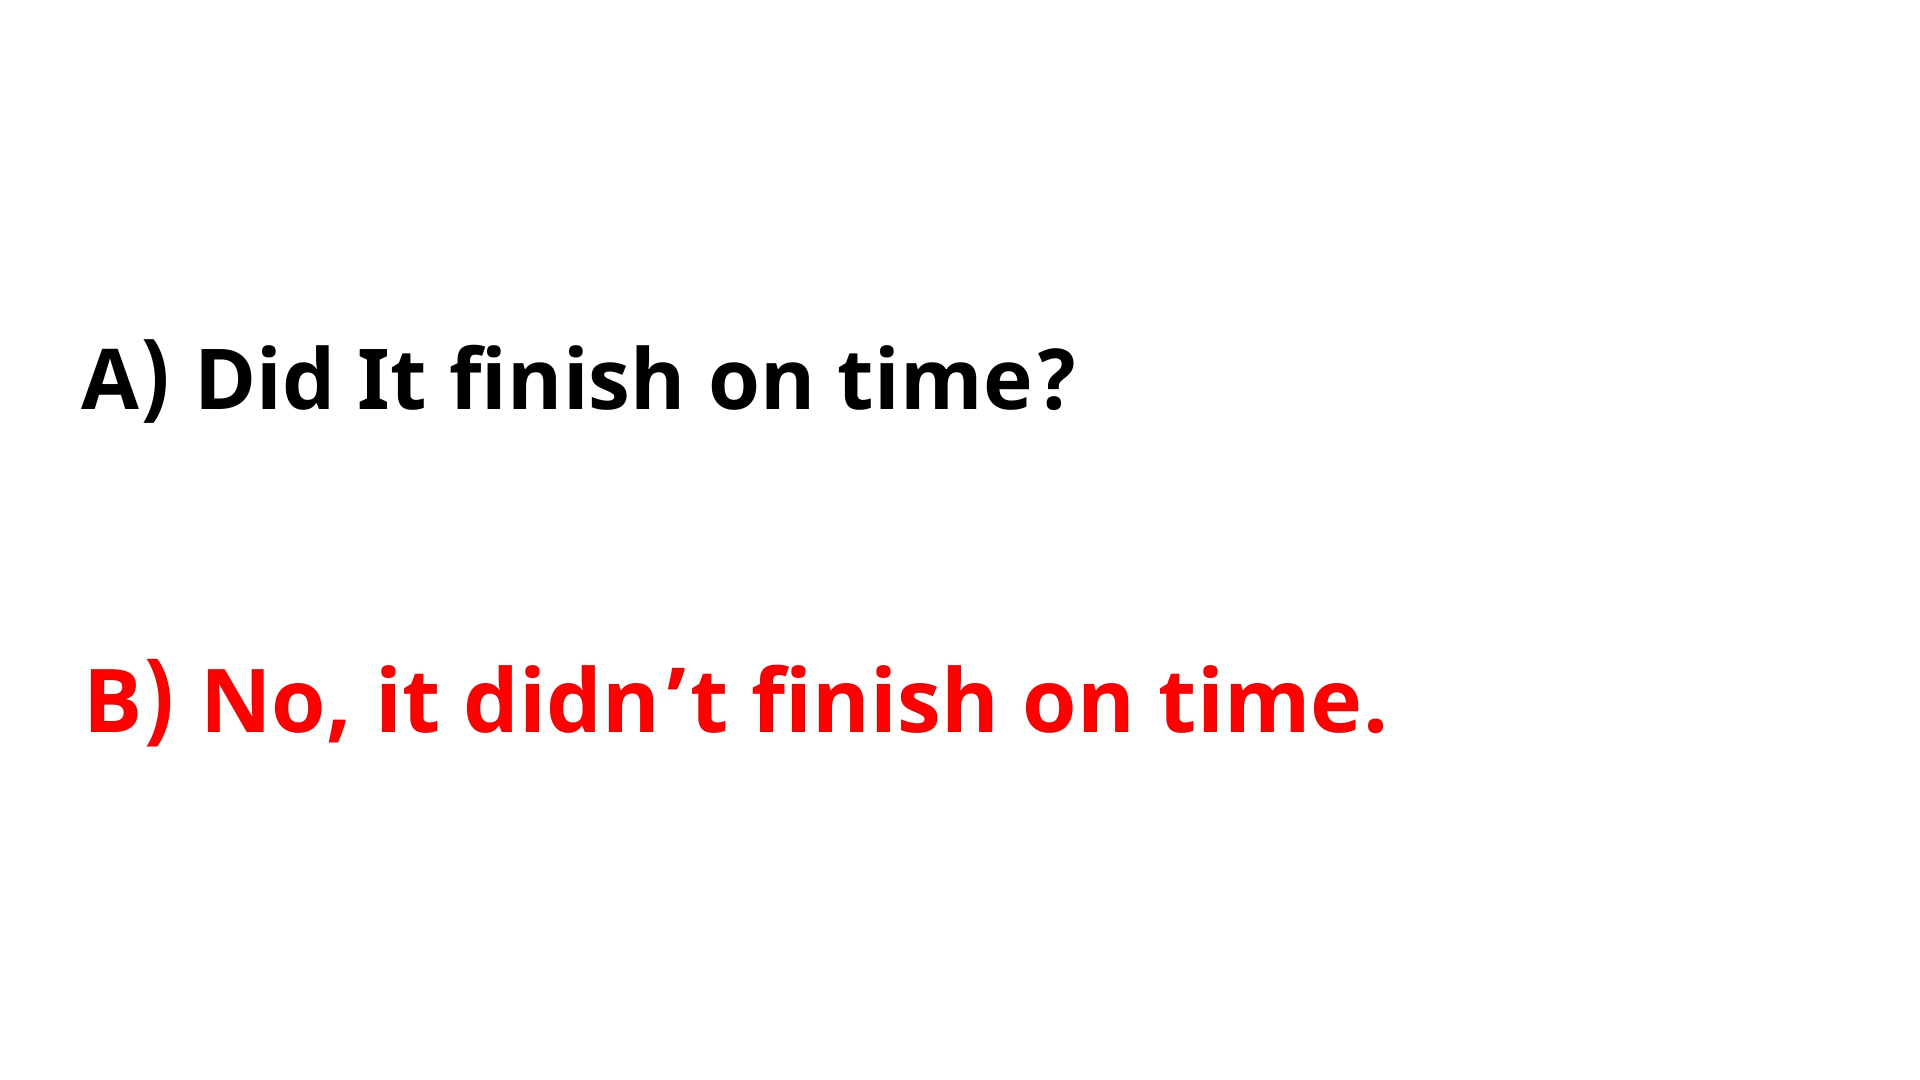 A) Did It finish on time?
B) No, it didn’t finish on time.